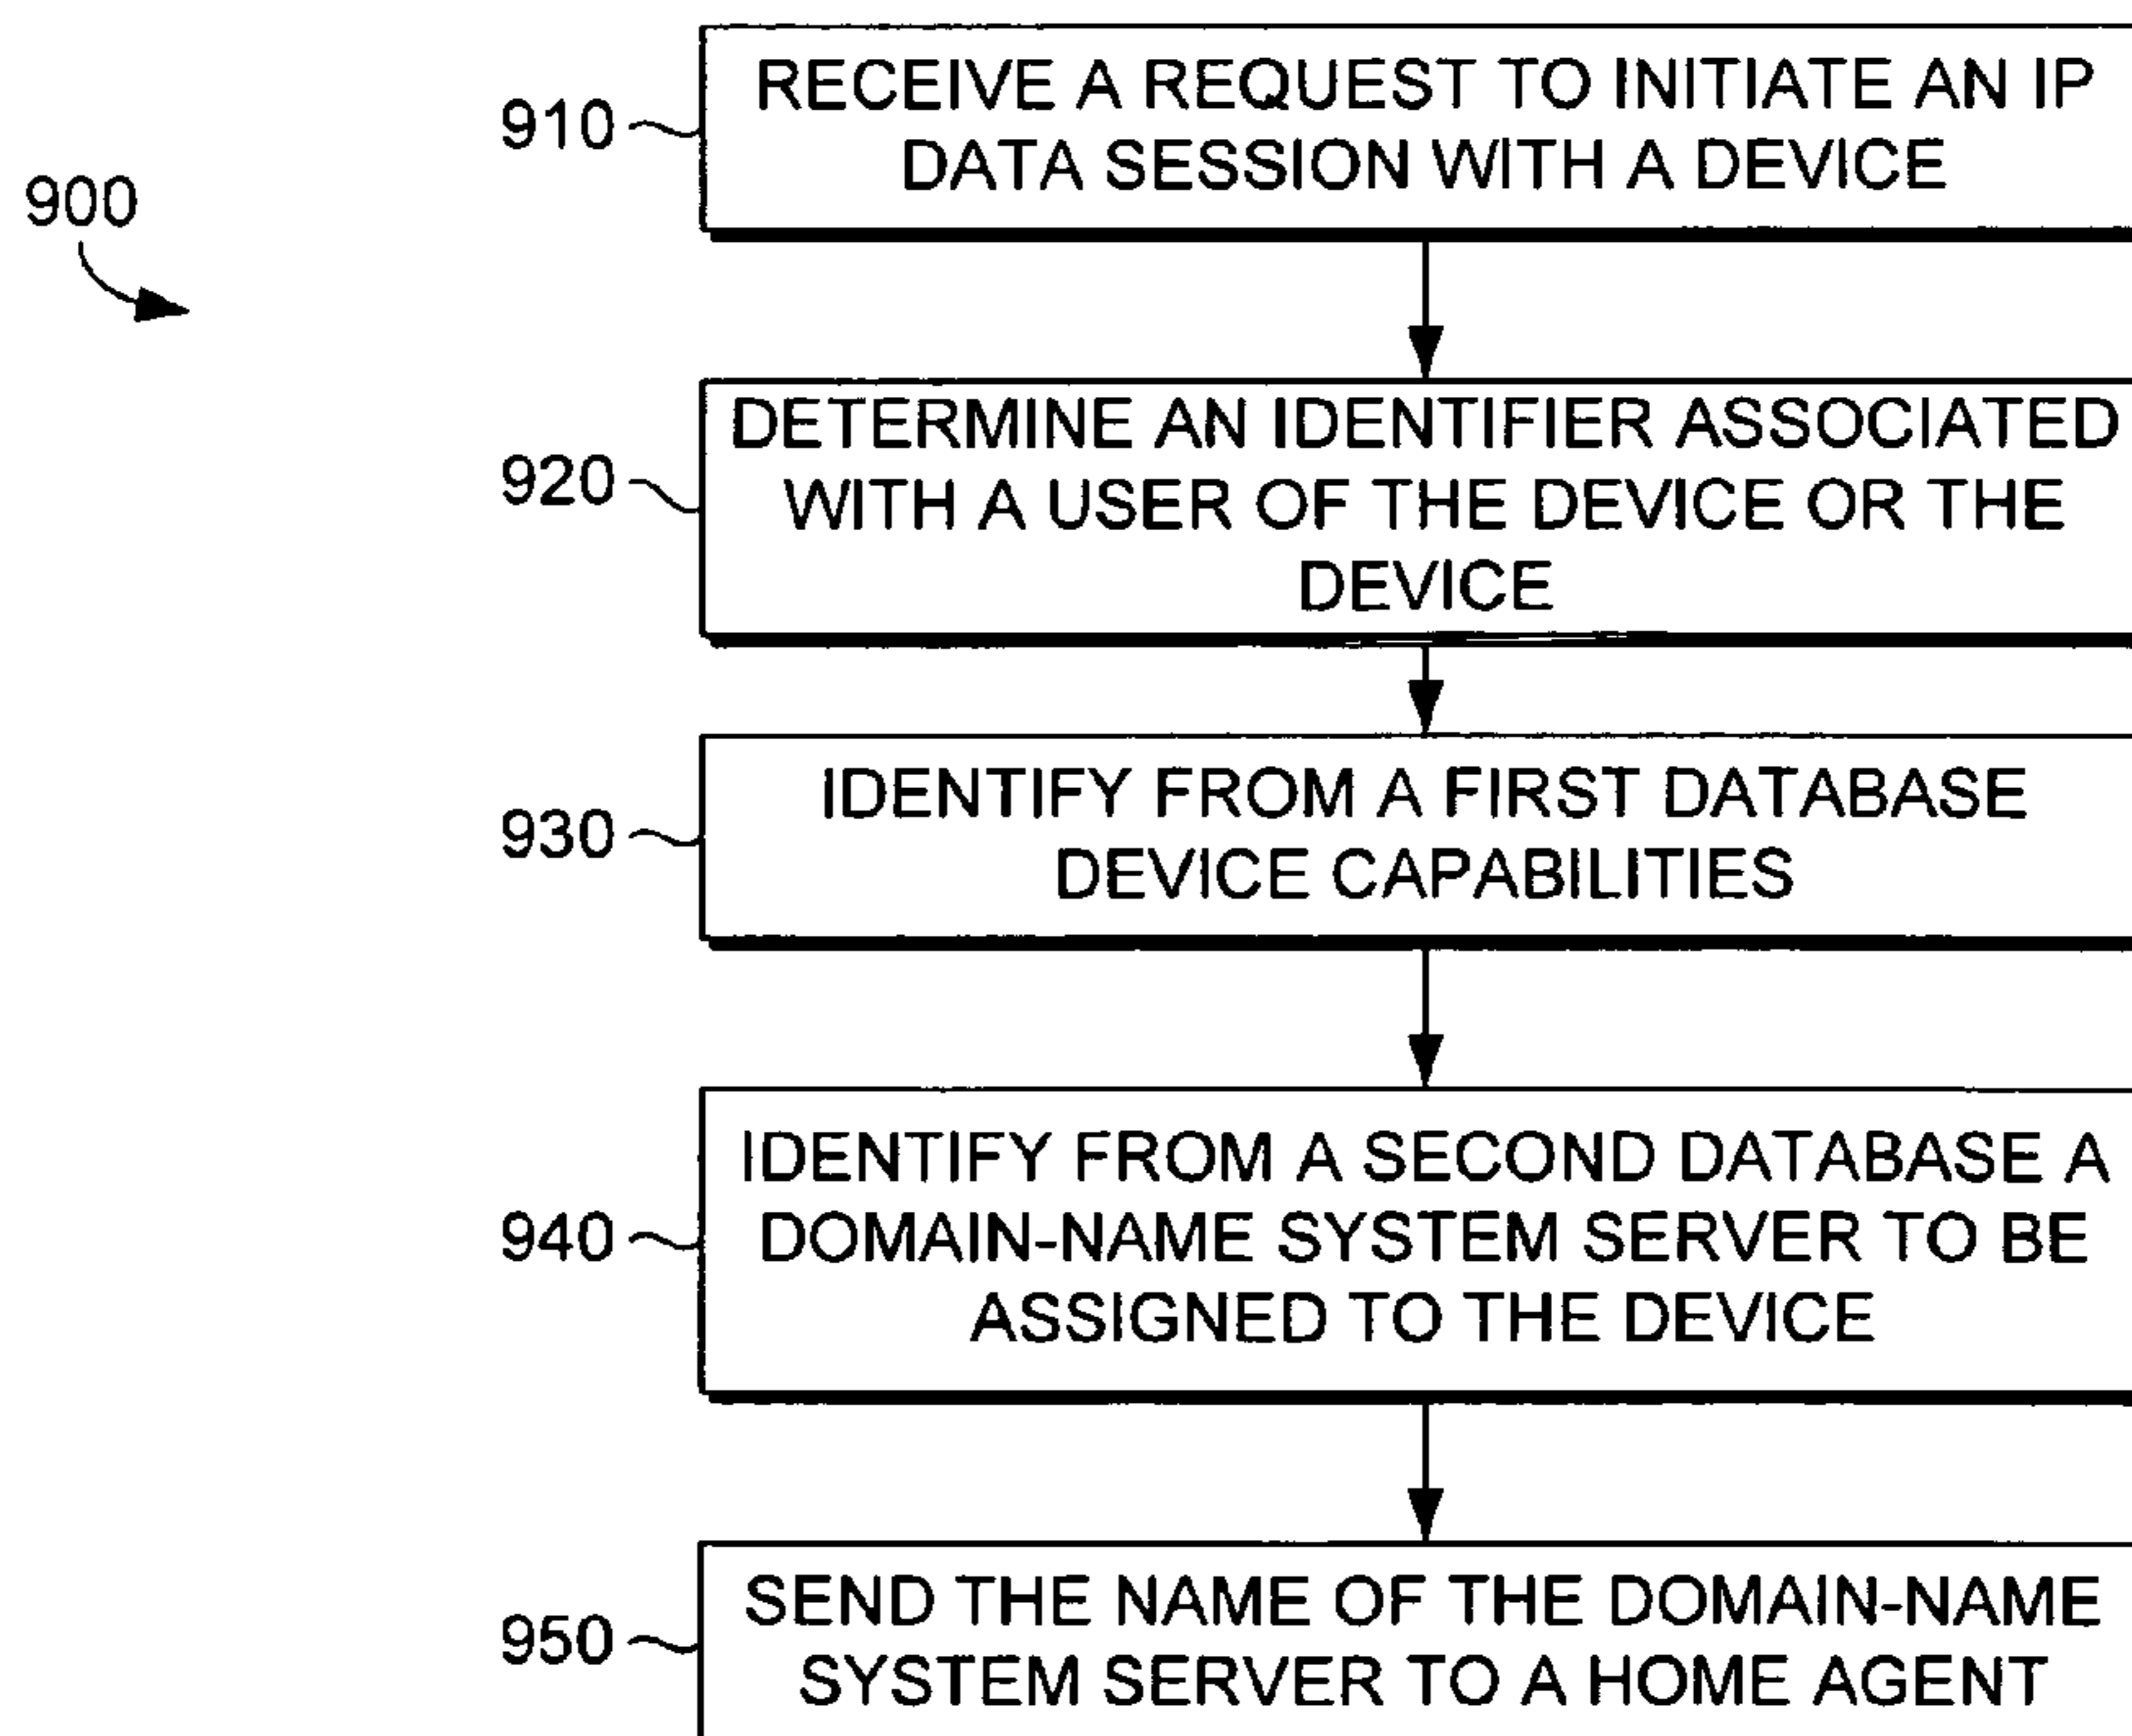 910
RECEIVE A REQUEST TO INITIATE AN IP
DATA SESSION WITH A DEVICE
900
920
DETERMINE AN IDENTIFIER ASSOCIATED
WITH A USER OF THE DEVICE OR THE
DEVICE
930
IDENTIFY FROM A FIRST DATABASE
DEVICE CAPABILITIES
940
IDENTIFY FROM A SECOND DATABASE A
DOMAIN-NAME SYSTEM SERVER TO BE
ASSIGNED TO THE DEVICE
950
SEND THE NAME OF THE DOMAIN-NAME
SYSTEM SERVER TO A HOME AGENT